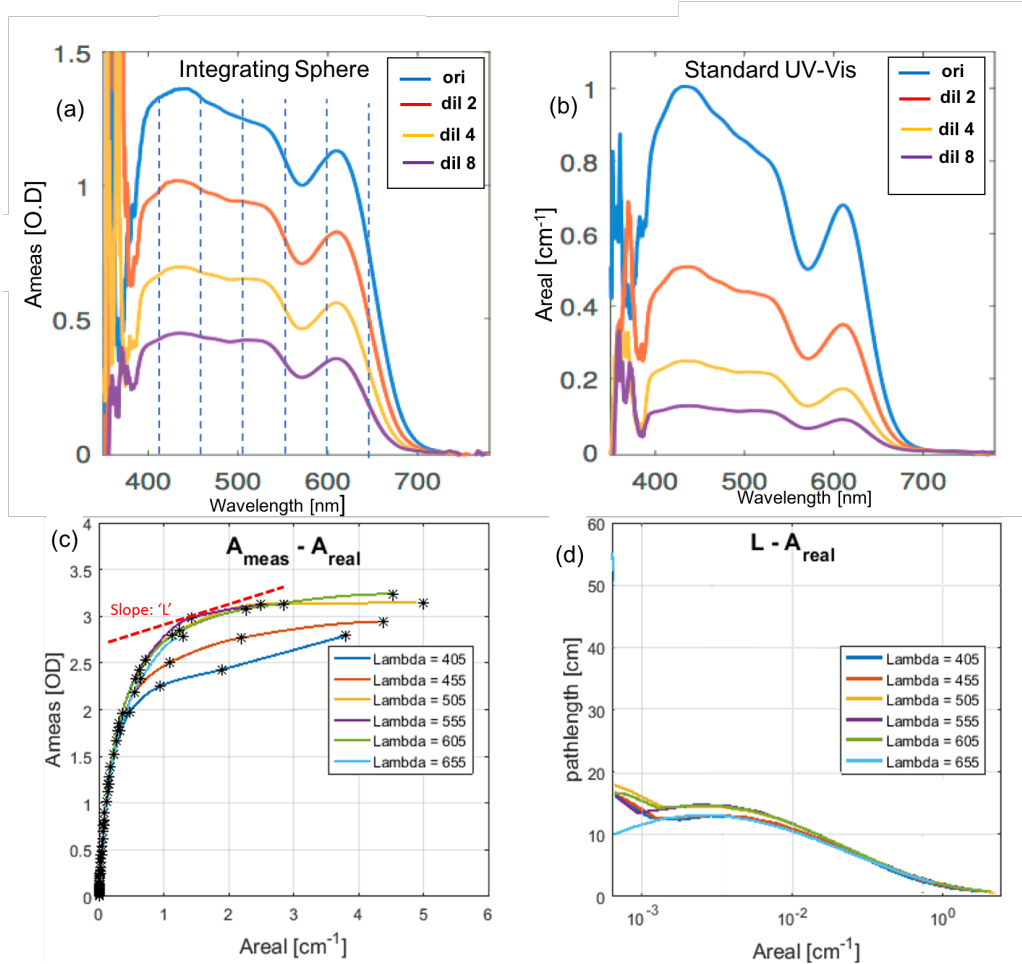 (a)
Integrating Sphere
ori
dil 2
dil 4
dil 8
1.5
1
0.5
0
Ameas [O.D]
400 500 600 700
Wavelength [nm]
(b)
Standard UV-Vis
ori
dil 2
dil 4
dil 8
1
0.8
0.6
0.4
0.2
0
Areal [cm-1]
400 500 600 700
Wavelength [nm]
(c)
Ameas - Areal
Slope: ‘L’
4
3.5
3
2.5
2
1.5
1
0.5
0
Ameas [OD]
Lambda = 405
Lambda = 455
Lambda = 505
Lambda = 555
Lambda = 605
Lambda = 655
0 1 2 3 4 5 6
Areal [cm-1]
(d)
L - Areal
60
50
40
30
20
10
0
pathlength [cm]
Lambda = 405
Lambda = 455
Lambda = 505
Lambda = 555
Lambda = 605
Lambda = 655
10-3 10-2 100
Areal [cm-1]